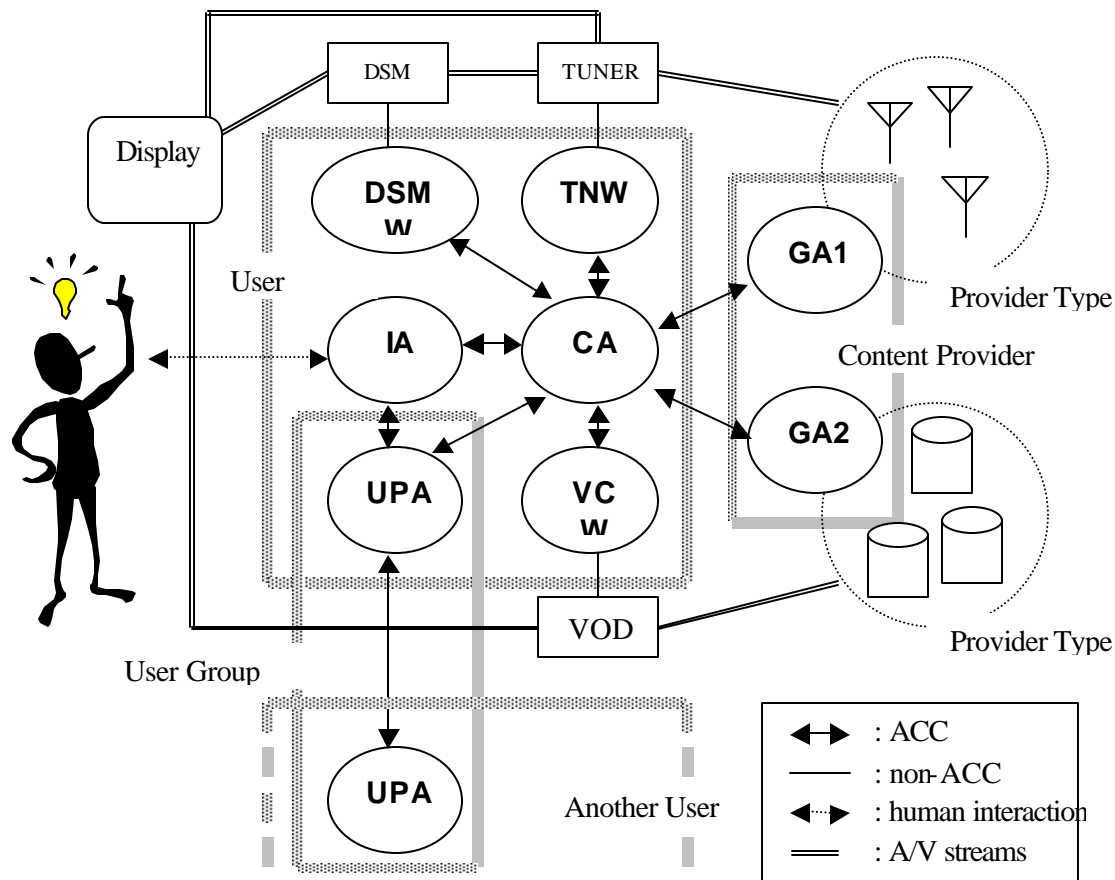 DSM
TUNER
Display
DSM
W
TNW
GA1
User
Provider Type
IA
CA
Content Provider
GA2
UPA
VC
W
VOD
Provider Type
User Group
: ACC
: non-ACC
UPA
Another User
: human interaction
: A/V streams